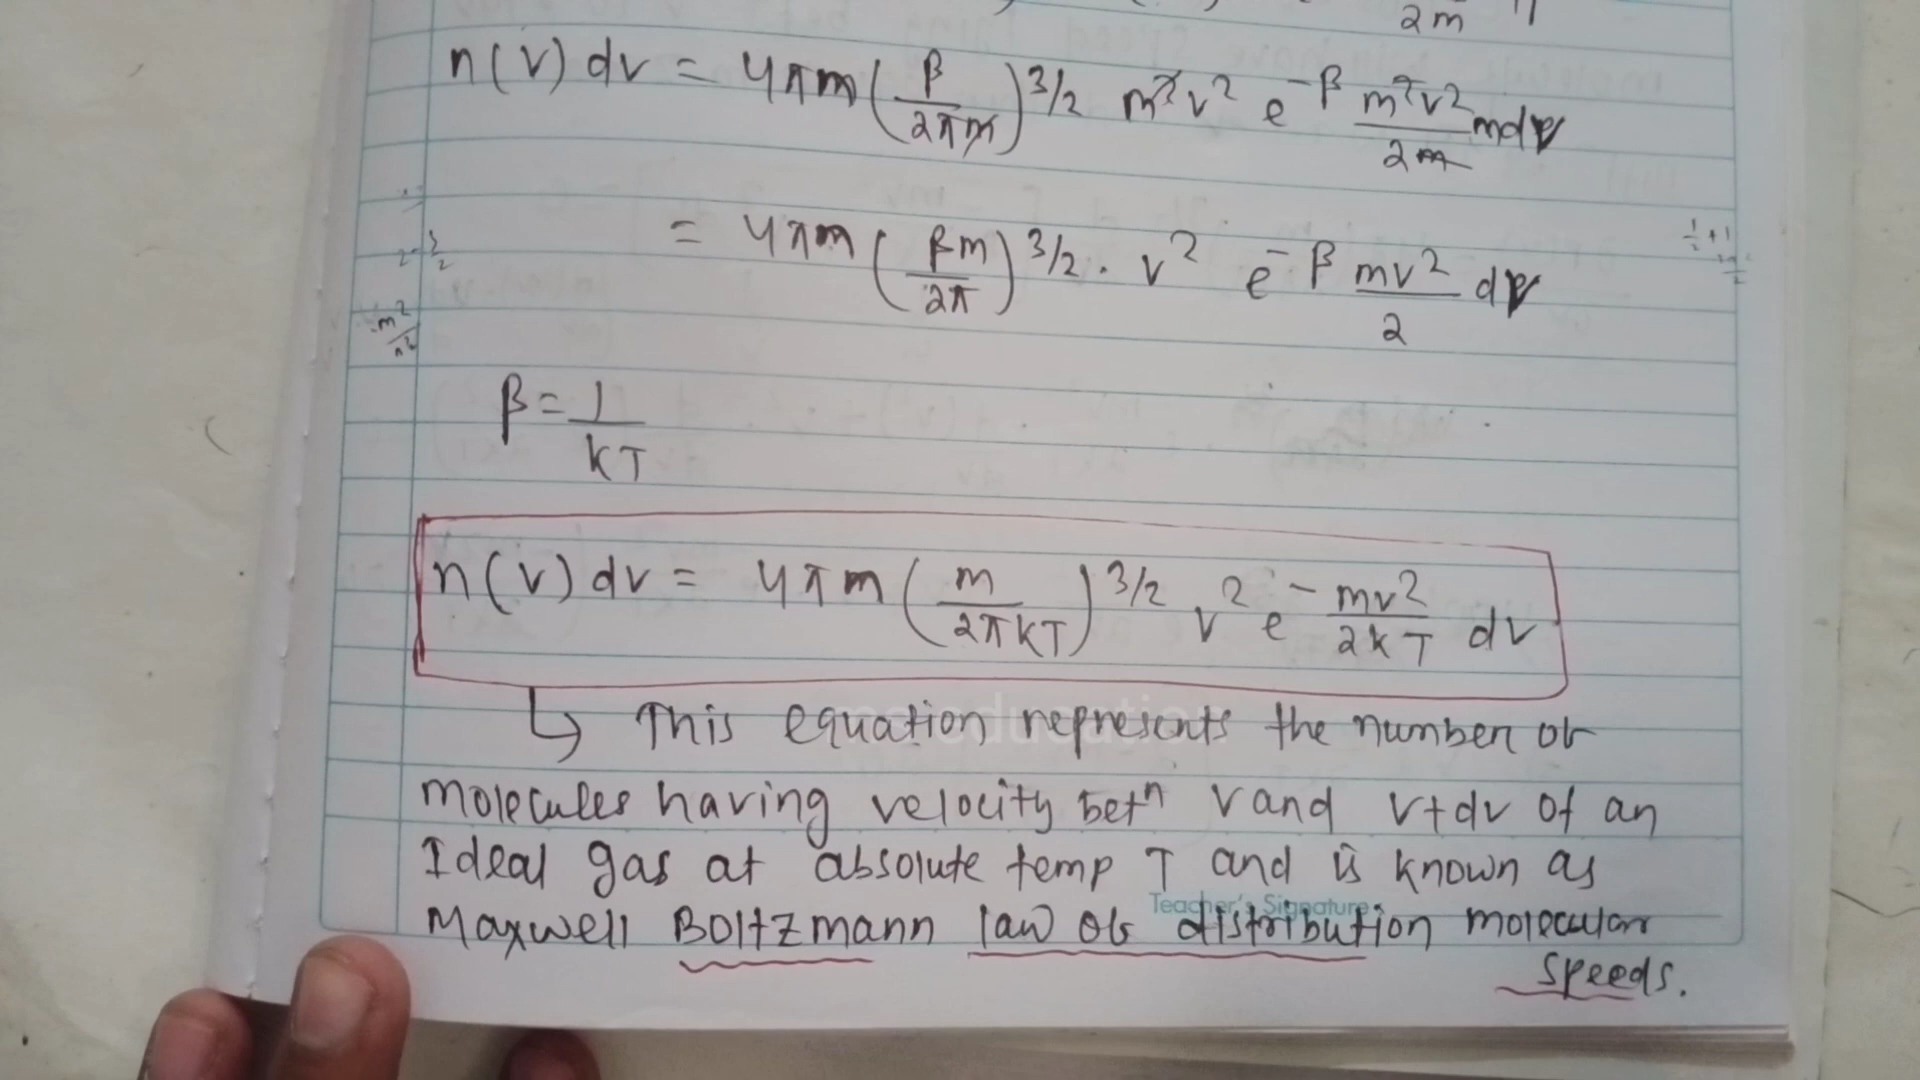 2m
n(v) dv = 4πm (β/2πm)^3/2 m²v² e^-β m²v²/2m mdv
= 4πm (βm/2π)^3/2 . v² e^-β mv²/2 dv
m²/n²
β = 1/kT
n(v) dv = 4πm (m/2πkT)^3/2 v² e^-mv²/2kT dv
↳ This equation represents the number of
molecules having velocity betⁿ v and v+dv of an
Ideal gas at absolute temp T and is known as
Teacher's Signature
Maxwell Boltzmann law of distribution molecular
speeds.